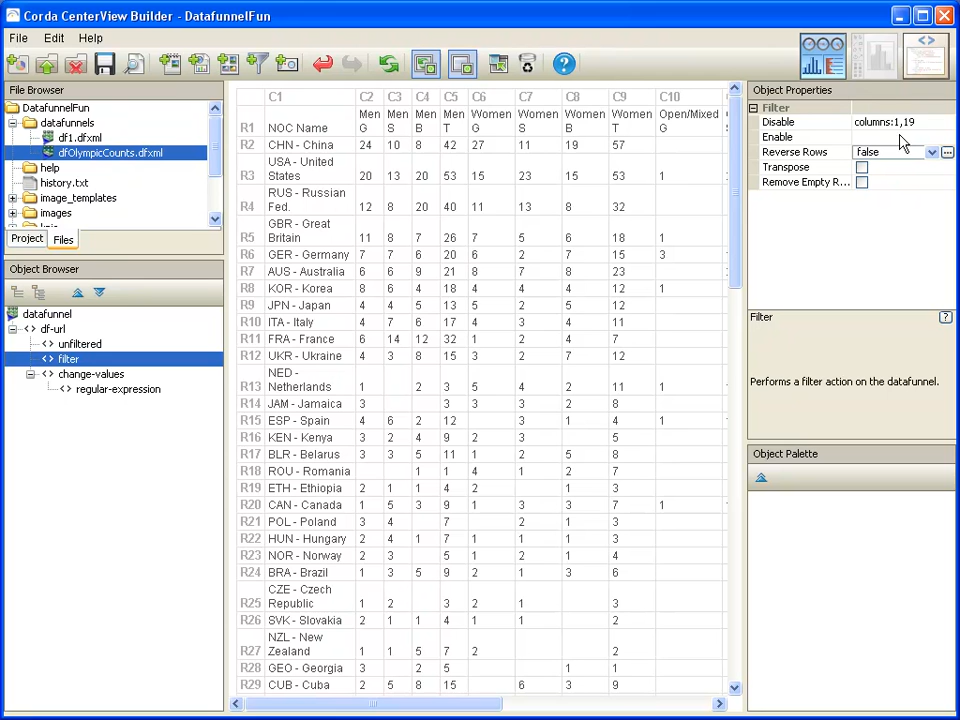 Corda CenterView Builder - DatafunnelFun
File Edit Help
File Browser
DatafunnelFun
datafunnels
df1.dfxml
dfOlympicCounts.dfxml
help
history.txt
image_templates
images
Project Files
Object Browser
datafunnel
<> df-url
<> unfiltered
<> filter
<> change-values
<> regular-expression
C1 C2 C3 C4 C5 C6 C7 C8 C9 C10
Men Men Men Men Women Women Women Women Open/Mixed
R1 NOC Name G S B T G S B T G
R2 CHN - China 24 10 8 42 27 11 19 57
USA - United
R3 States 20 13 20 53 15 23 15 53 1
RUS - Russian
R4 Fed. 12 8 20 40 11 13 8 32
GBR - Great
R5 Britain 11 8 7 26 7 5 6 18 1
R6 GER - Germany 7 7 6 20 6 2 7 15 3
R7 AUS - Australia 6 6 9 21 8 7 8 23
R8 KOR - Korea 8 6 4 18 4 4 4 12 1
R9 JPN - Japan 4 4 5 13 5 2 5 12
R10 ITA - Italy 4 7 6 17 4 3 4 11
R11 FRA - France 6 14 12 32 1 2 4 7
R12 UKR - Ukraine 4 3 8 15 3 2 7 12
NED -
R13 Netherlands 1 2 3 5 4 2 11 1
R14 JAM - Jamaica 3 3 3 3 2 8
R15 ESP - Spain 4 6 2 12 3 1 4 1
R16 KEN - Kenya 3 2 4 9 2 3 5
R17 BLR - Belarus 3 3 5 11 1 2 5 8
R18 ROU - Romania 1 1 4 1 2 7
R19 ETH - Ethiopia 2 1 1 4 2 1 3
R20 CAN - Canada 1 5 3 9 1 3 3 7 1
R21 POL - Poland 3 4 7 2 1 3
R22 HUN - Hungary 2 4 1 7 1 1 1 3
R23 NOR - Norway 2 3 5 1 2 1 4
R24 BRA - Brazil 1 3 5 9 2 1 3 6
CZE - Czech
R25 Republic 1 2 3 2 1 3
R26 SVK - Slovakia 2 1 1 4 1 1 2
NZL - New
R27 Zealand 1 1 5 7 2 2
R28 GEO - Georgia 3 2 5 1 1
R29 CUB - Cuba 2 5 8 15 6 3 9
Object Properties
Filter
Disable columns:1,19
Enable
Reverse Rows false
Transpose
Remove Empty R...
Filter
Performs a filter action on the datafunnel.
Object Palette